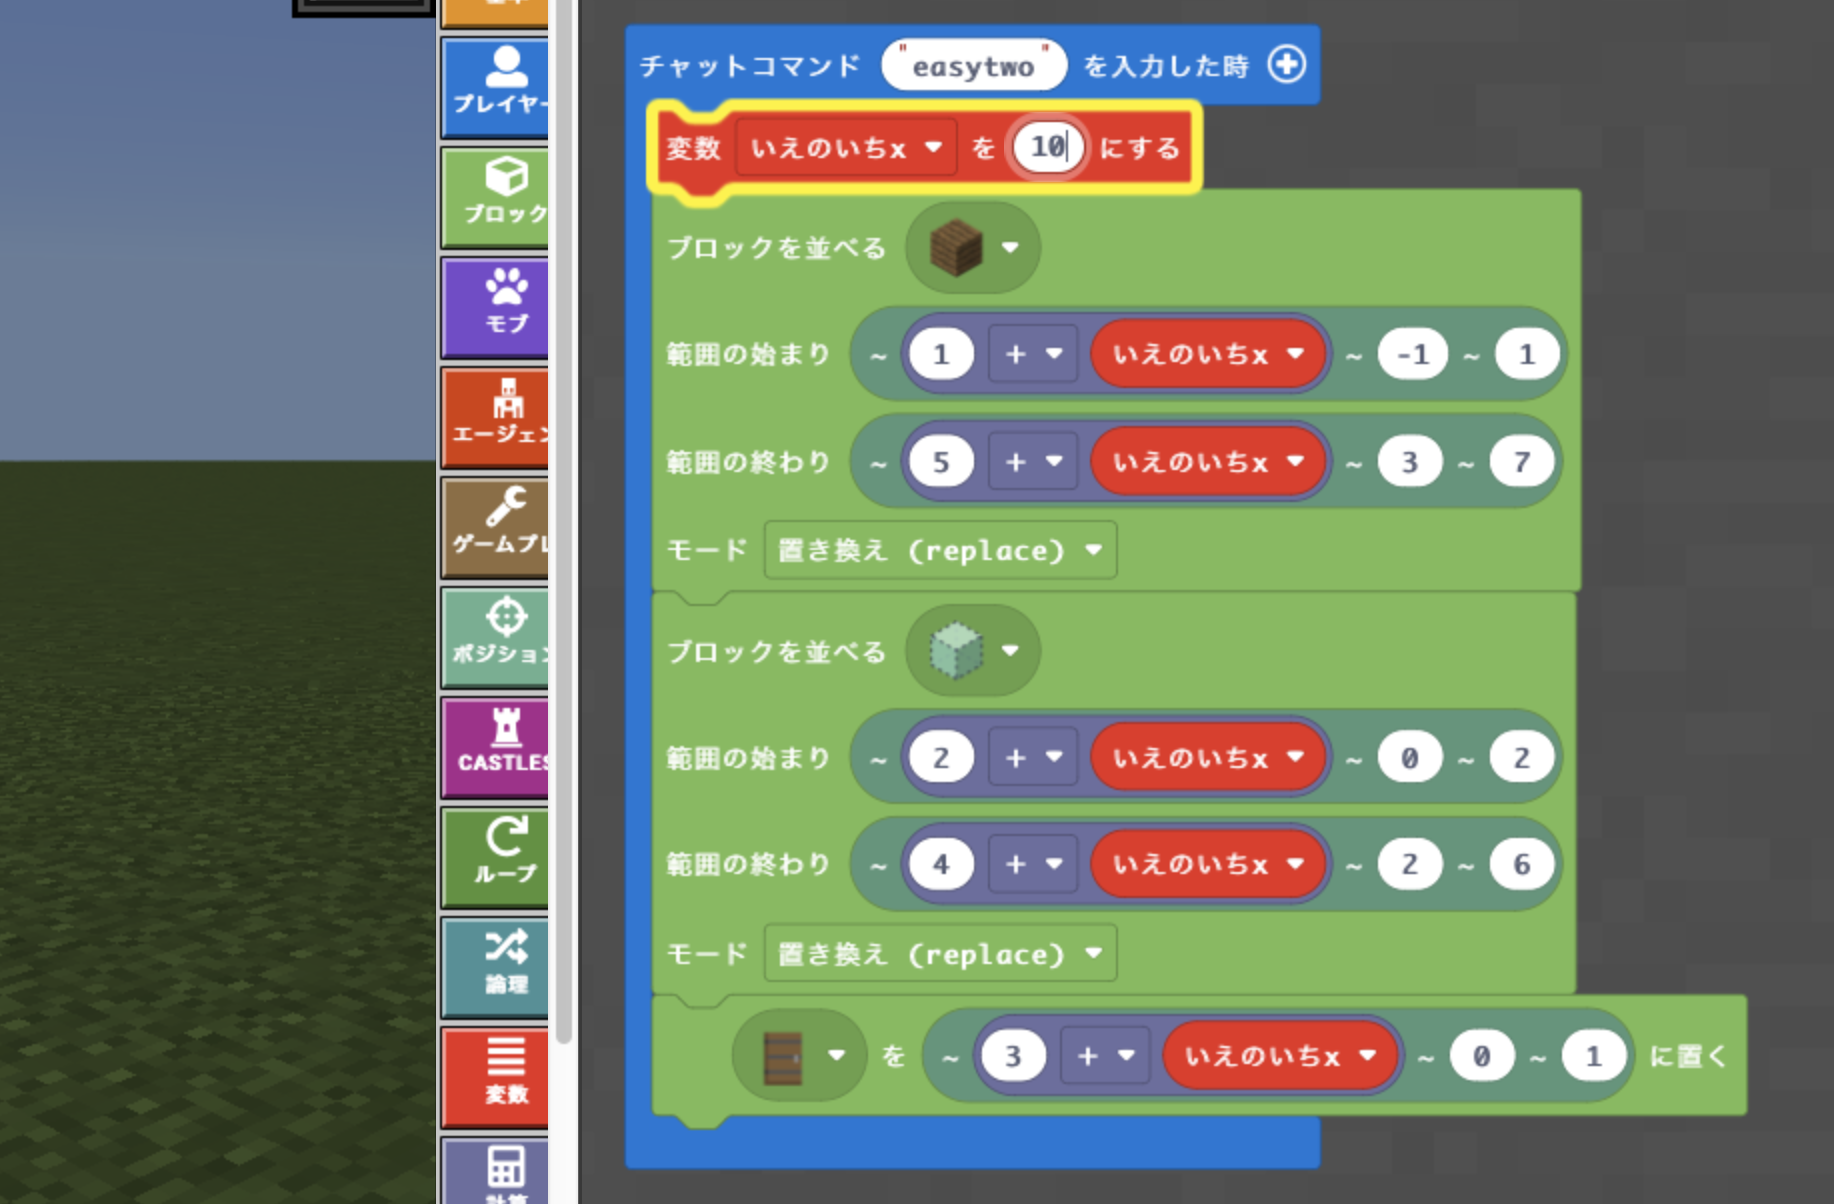 プレイヤー
ブロック
モブ
エージェン
ゲームプレ
ポジション
CASTLES
ループ
論理
変数
計算
チャットコマンド "easytwo" を入力した時
変数 いえのいちx を 10 にする
ブロックを並べる
範囲の始まり ~ 1 + いえのいちx ~ -1 ~ 1
範囲の終わり ~ 5 + いえのいちx ~ 3 ~ 7
モード 置き換え (replace)
ブロックを並べる
範囲の始まり ~ 2 + いえのいちx ~ 0 ~ 2
範囲の終わり ~ 4 + いえのいちx ~ 2 ~ 6
モード 置き換え (replace)
を ~ 3 + いえのいちx ~ 0 ~ 1 に置く